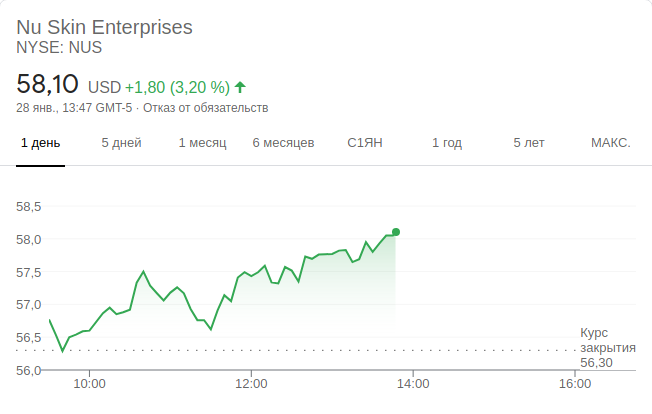 Nu Skin Enterprises
NYSE: NUS
58,10 USD +1,80 (3,20 %)
28 янв., 13:47 GMT-5 · Отказ от обязательств
1 день 5 дней 1 месяц 6 месяцев С1ЯН 1 год 5 лет МАКС.
58,5
58,0
57,5
57,0
56,5
Курс
закрытия
56,30
56,0
10:00 12:00 14:00 16:00